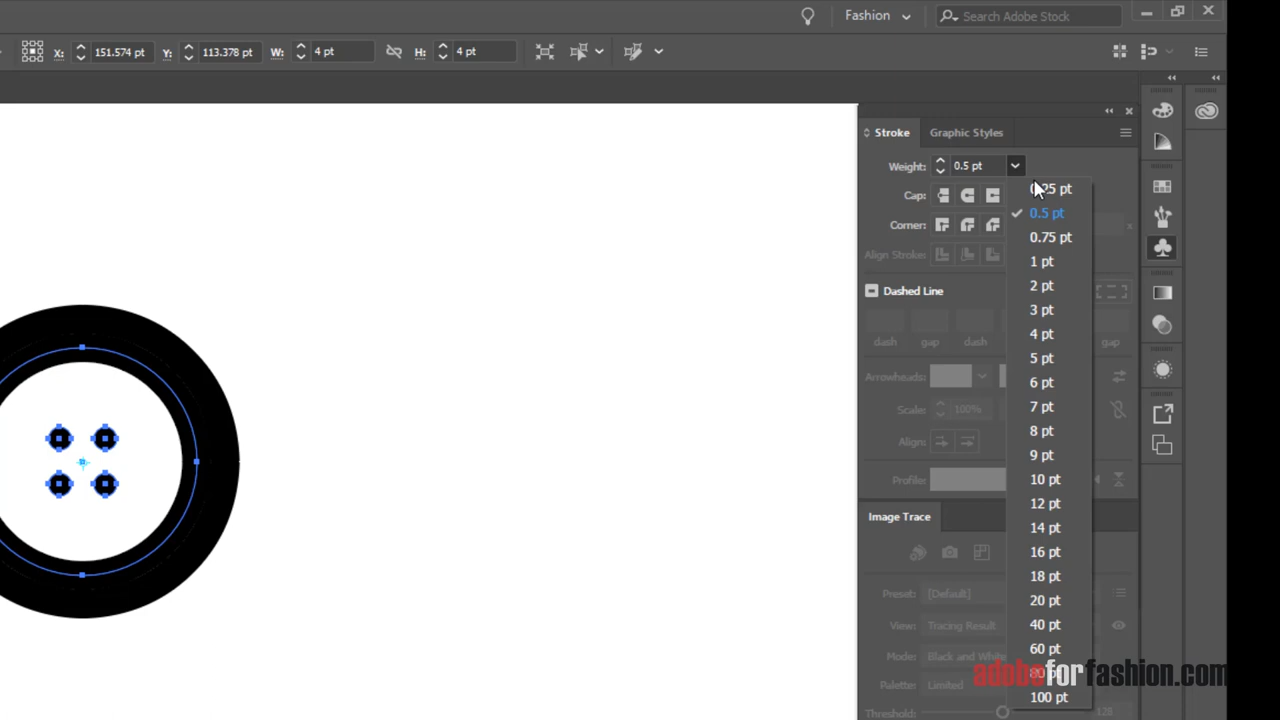 Fashion
Search Adobe Stock
X: 151.574 pt Y: 113.378 pt W: 4 pt H: 4 pt
Stroke Graphic Styles
Weight: 0.5 pt
0.25 pt
Cap:
0.5 pt
Corner:
0.75 pt
Align Stroke:
1 pt
Dashed Line
2 pt
3 pt
dash gap dash gap
4 pt
5 pt
Arrowheads:
6 pt
Scale: 100%
7 pt
8 pt
Align:
9 pt
Profile:
10 pt
12 pt
Image Trace
14 pt
16 pt
18 pt
Preset: [Default]
20 pt
View: Tracing Result
40 pt
Mode: Black and White
60 pt
adobeforfashion.com
80 pt
Palette: Limited
100 pt
Threshold: 128